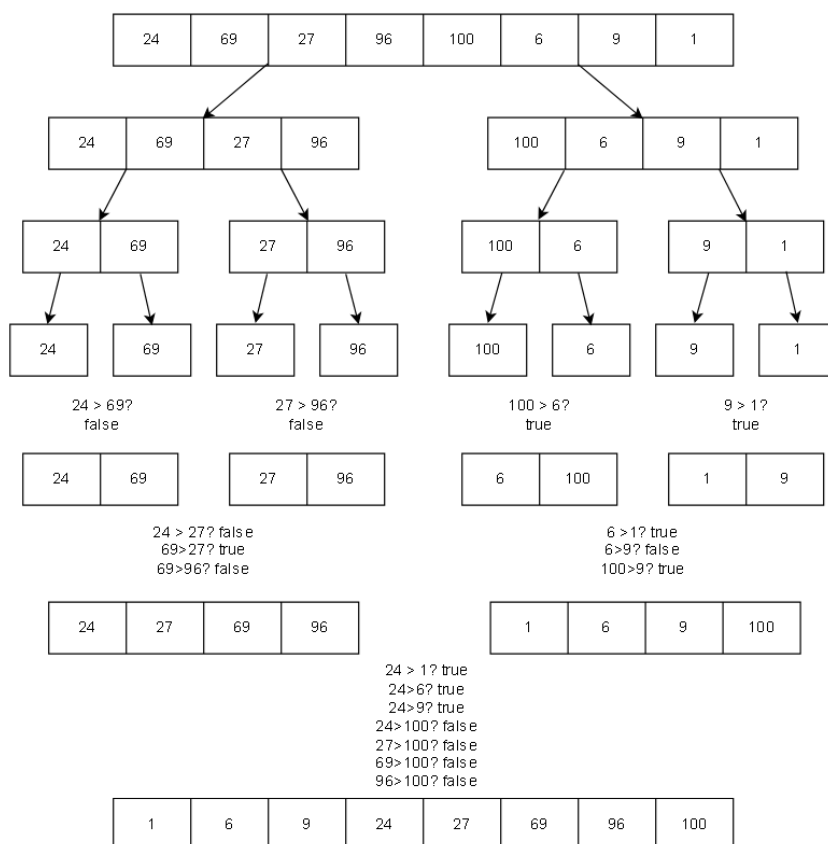 24 69 27 96 100 6 9 1
24 69 27 96 100 6 9 1
24 69 27 96 100 6 9 1
24 69 27 96 100 6 9 1
24 > 69? 27 > 96? 100 > 6? 9 > 1?
false false true true
24 69 27 96 6 100 1 9
24 > 27? false 6 >1? true
69>27? true 6>9? false
69>96? false 100>9? true
24 27 69 96 1 6 9 100
24 > 1? true
24>6? true
24>9? true
24>100? false
27>100? false
69>100? false
96>100? false
1 6 9 24 27 69 96 100